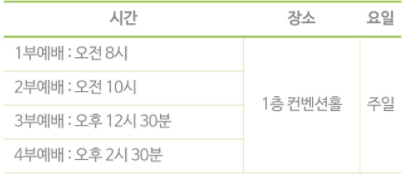 시간 장소 요일
1부예배 : 오전 8시
2부예배 : 오전 10시
1층 컨벤션홀 주일
3부예배 : 오후 12시 30분
4부예배 : 오후 2시 30분